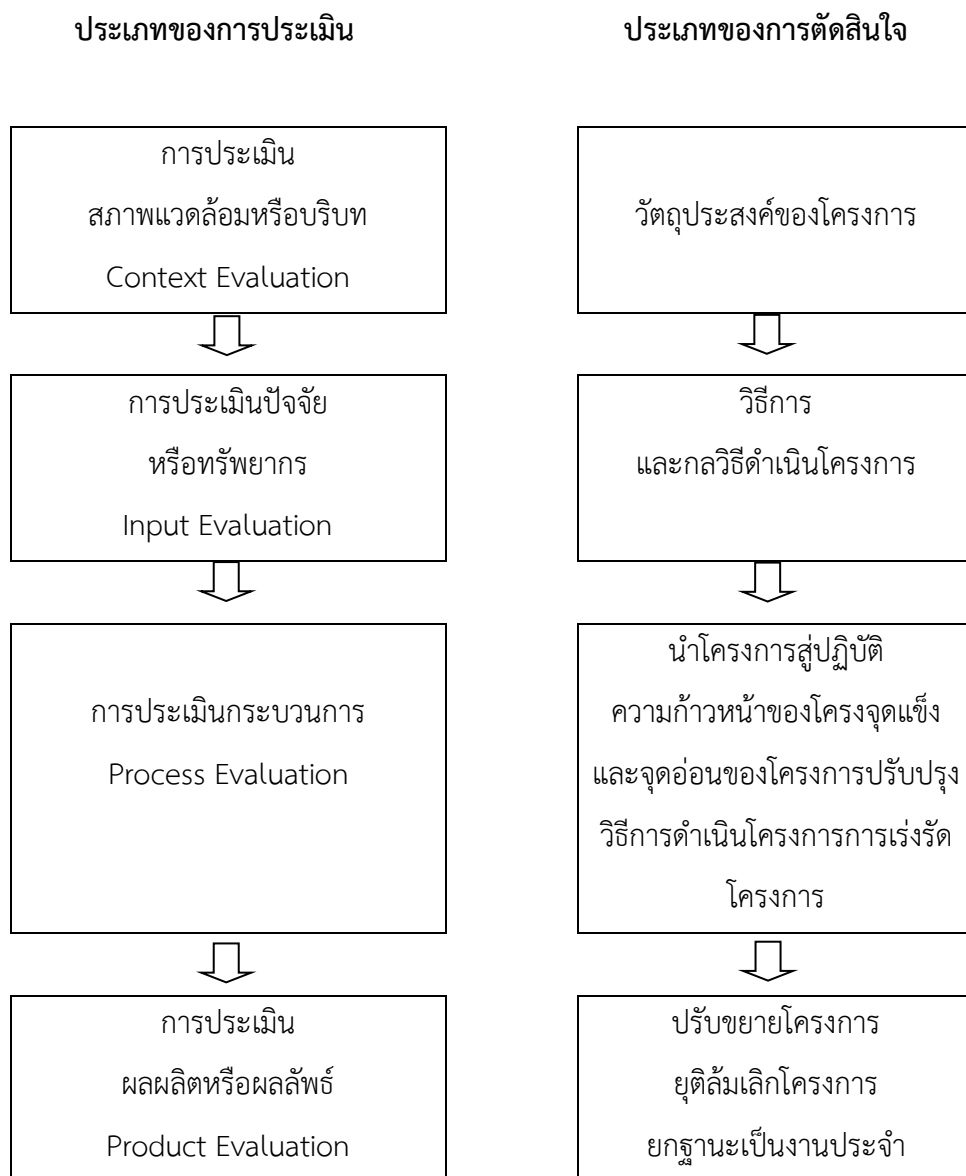 ประเภทของการประเมิน
ประเภทของการตัดสินใจ
การประเมิน
สภาพแวดล้อมหรือบริบท
Context Evaluation
วัตถุประสงค์ของโครงการ
การประเมินปัจจัย
หรือทรัพยากร
Input Evaluation
วิธีการ
และกลวิธีดำเนินโครงการ
การประเมินกระบวนการ
Process Evaluation
นำโครงการสู่ปฏิบัติ
ความก้าวหน้าของโครงจุดแข็ง
และจุดอ่อนของโครงการปรับปรุง
วิธีการดำเนินโครงการการเร่งรัด
โครงการ
การประเมิน
ผลผลิตหรือผลลัพธ์
Product Evaluation
ปรับขยายโครงการ
ยุติล้มเลิกโครงการ
ยกฐานะเป็นงานประจำ